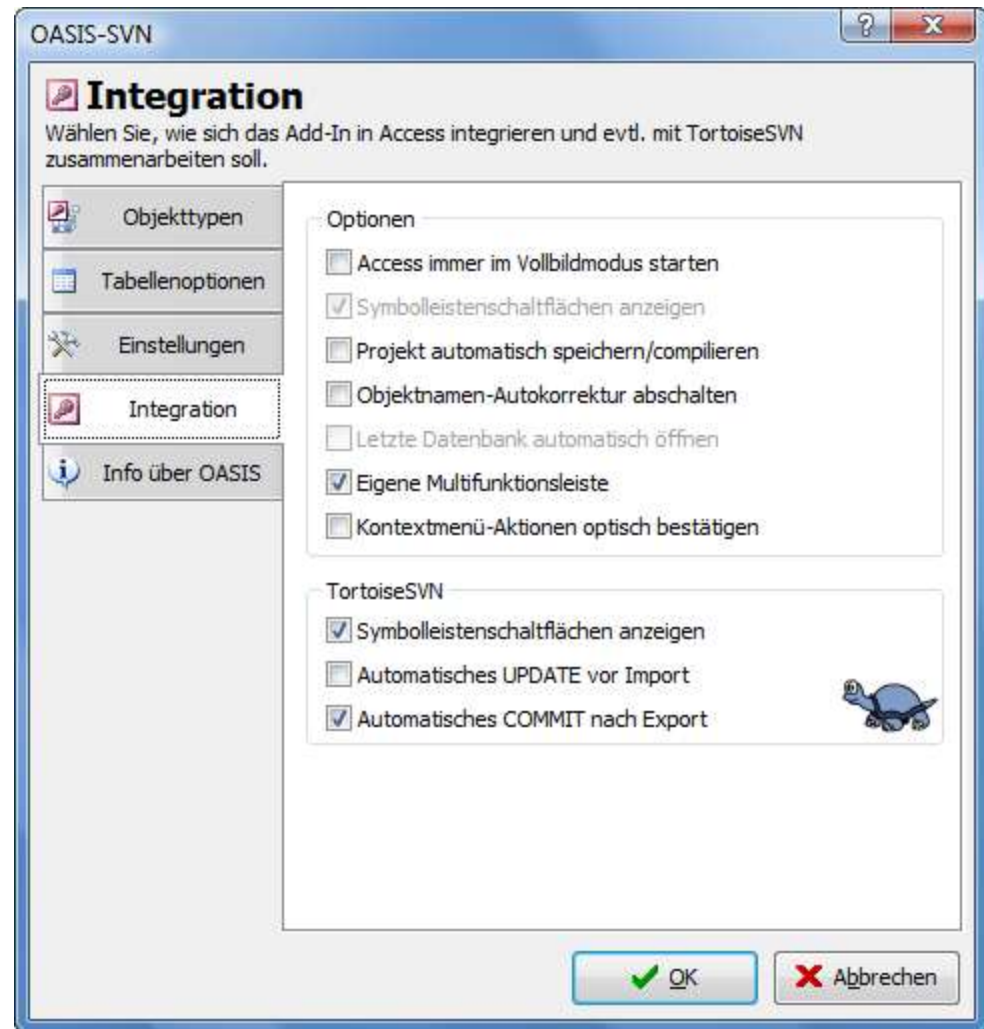 OASIS-SVN
Integration
Wählen Sie, wie sich das Add-In in Access integrieren und evtl. mit TortoiseSVN
zusammenarbeiten soll.
Objekttypen
Tabellenoptionen
Einstellungen
Integration
Info über OASIS
Optionen
Access immer im Vollbildmodus starten
Symbolleistenschaltflächen anzeigen
Projekt automatisch speichern/compilieren
Objektnamen-Autokorrektur abschalten
Letzte Datenbank automatisch öffnen
Eigene Multifunktionsleiste
Kontextmenü-Aktionen optisch bestätigen
TortoiseSVN
Symbolleistenschaltflächen anzeigen
Automatisches UPDATE vor Import
Automatisches COMMIT nach Export
OK
Abbrechen